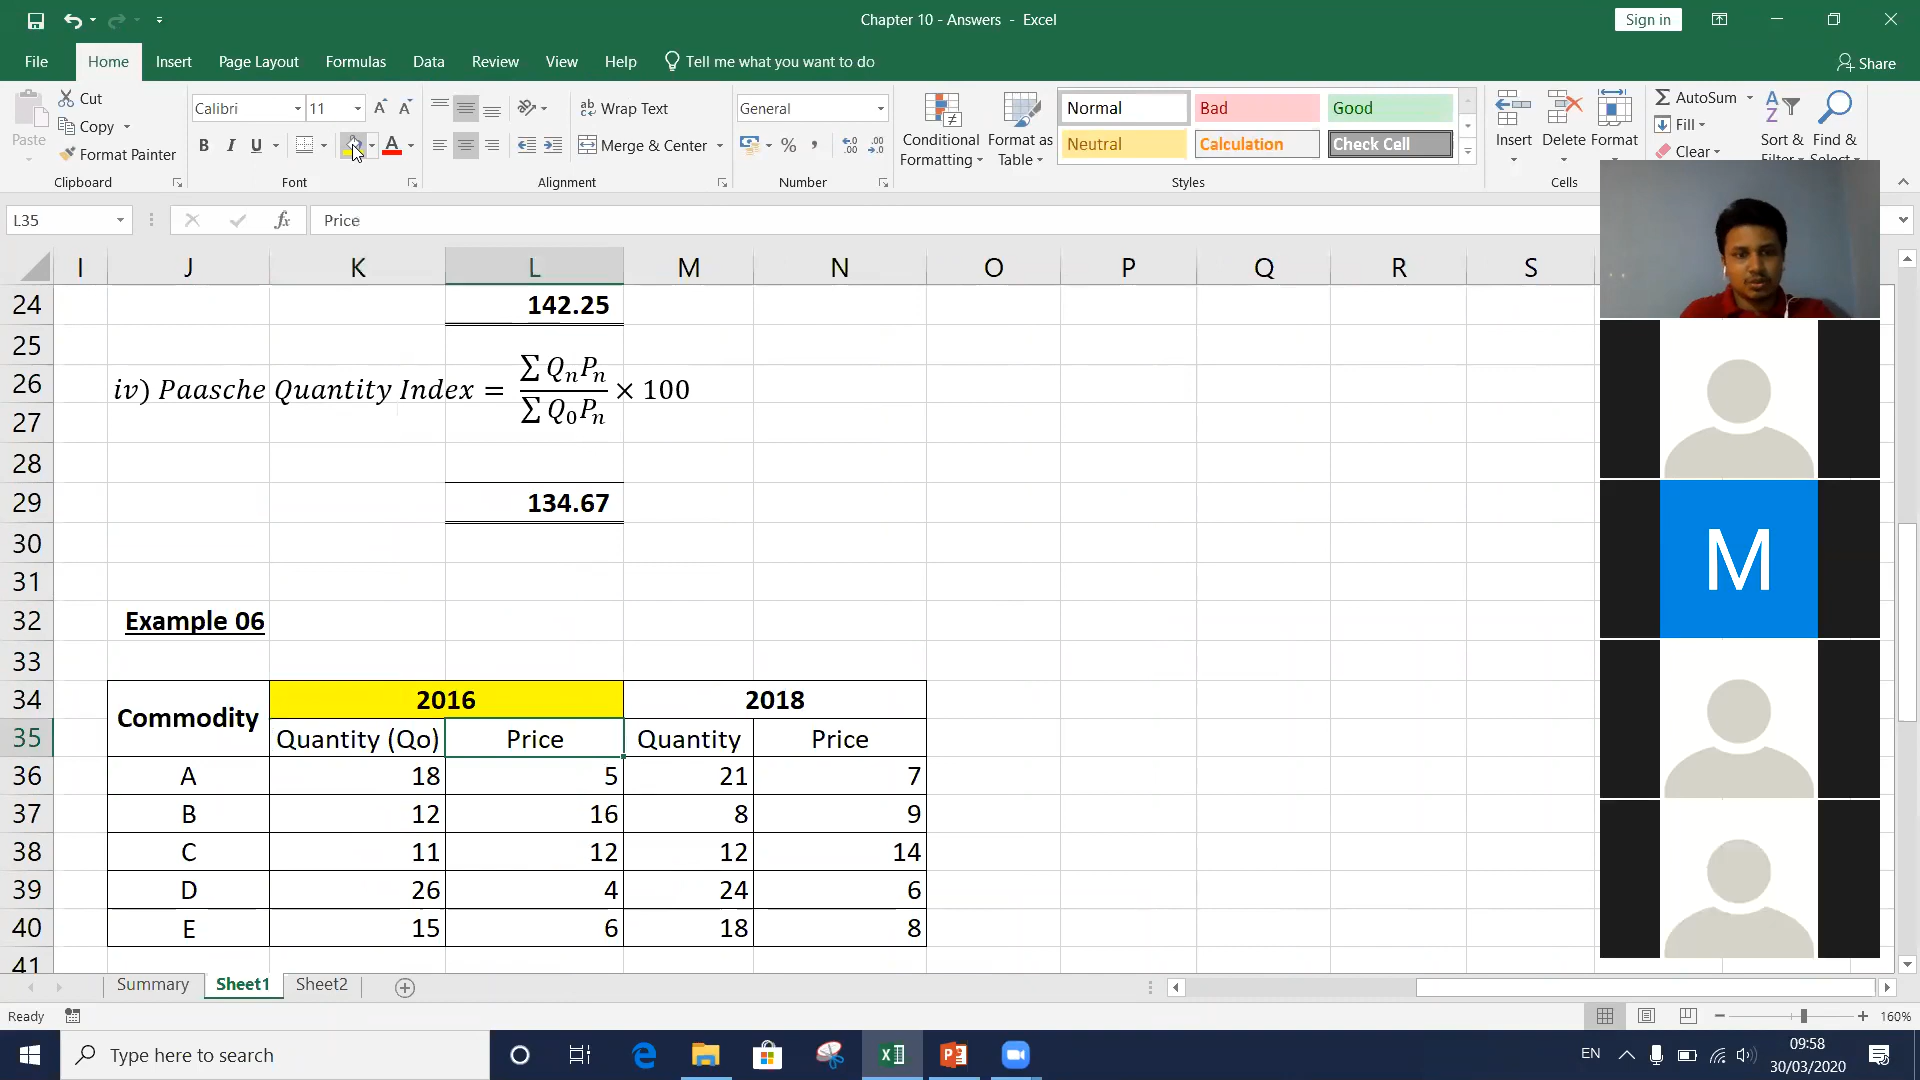 Chapter 10 - Answers - Excel
Sign in
File Home Insert Page Layout Formulas Data Review View Help Tell me what you want to do
Share
Paste
Cut
Copy
Format Painter
Clipboard
Calibri 11
B I U
Font
Wrap Text
Merge & Center
Alignment
General
Number
Conditional Formatting
Format as Table
Normal Bad Good
Neutral Calculation Check Cell
Styles
Insert Delete Format
Cells
AutoSum
Fill
Clear
Sort &
Find &
L35 fx Price
I J K L M N O P Q R S
24 142.25
25
26 iv) Paasche Quantity Index = ∑ QₙPₙ / ∑ Q₀Pₙ × 100
27
28
29 134.67
30
31
32 Example 06
33
34 Commodity 2016 2018
35 Quantity (Qo) Price Quantity Price
36 A 18 5 21 7
37 B 12 16 8 9
38 C 11 12 12 14
39 D 26 4 24 6
40 E 15 6 18 8
41
M
Summary Sheet1 Sheet2
Ready
160%
Type here to search
EN
09:58
30/03/2020